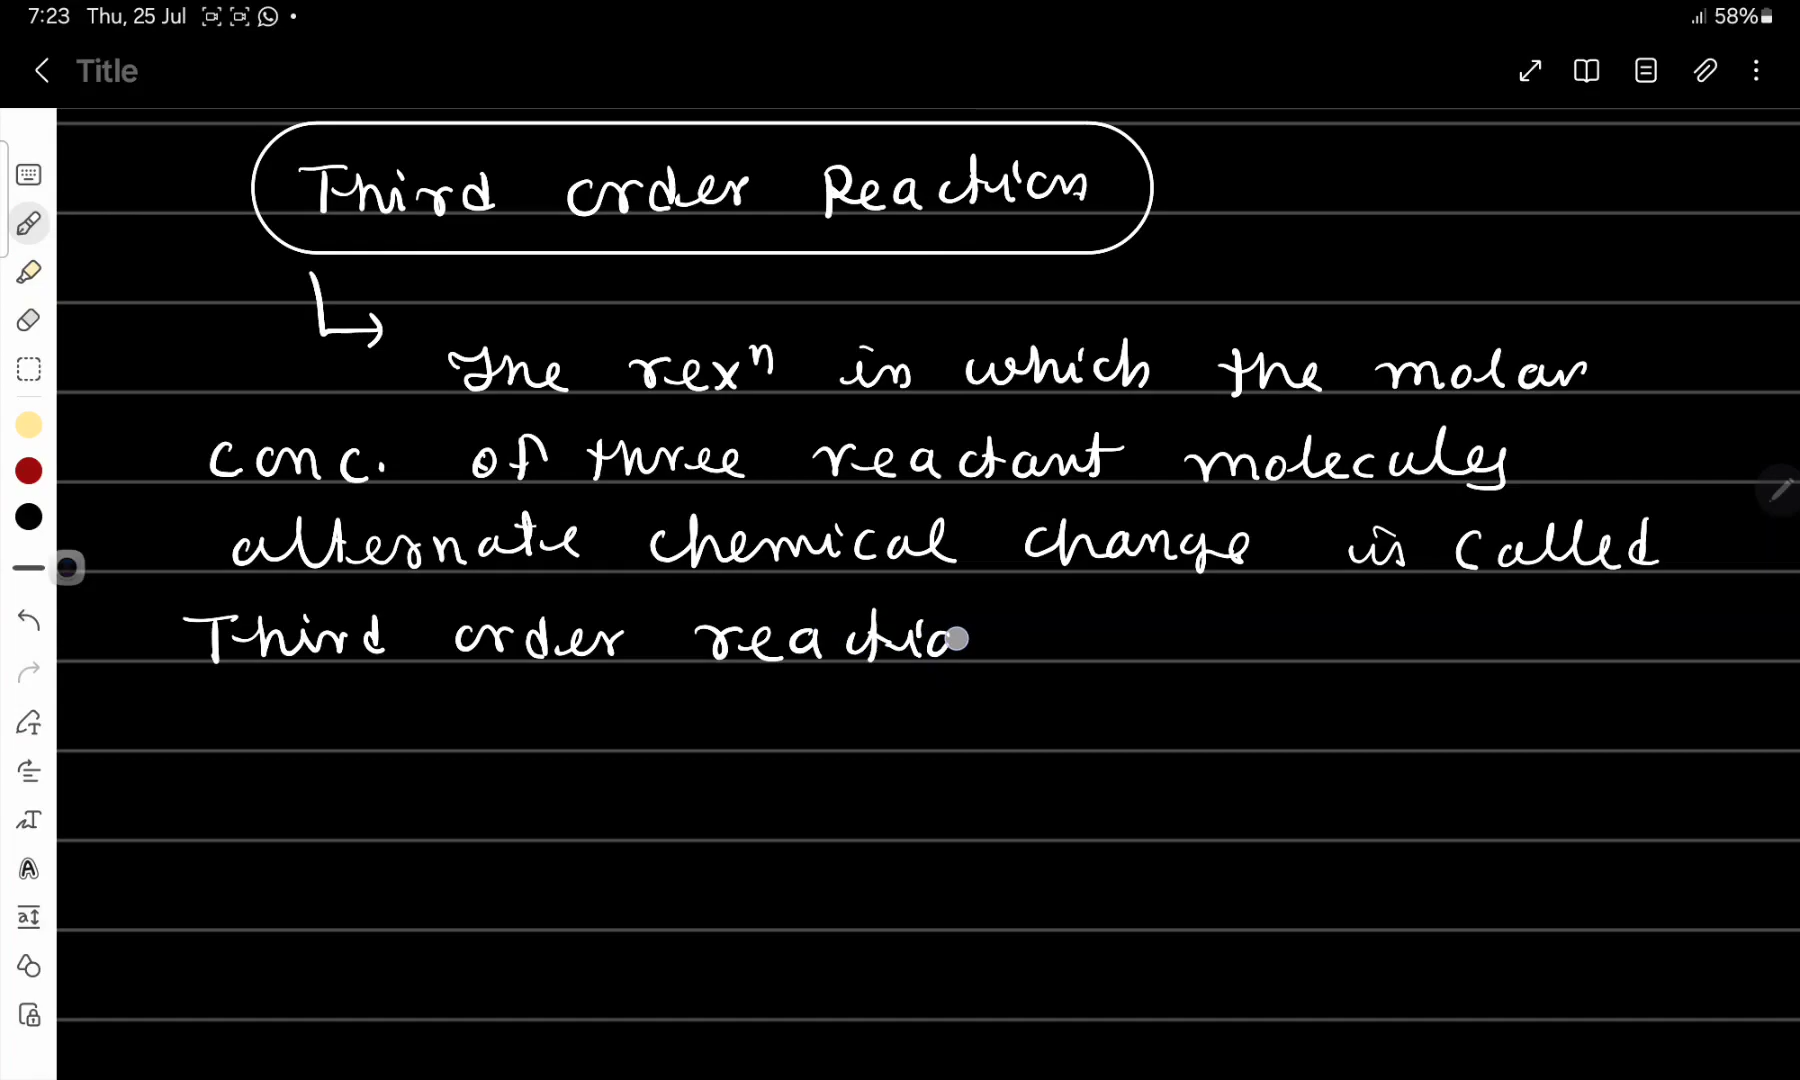 7:23 Thu, 25 Jul 58%
Title
Third order Reaction
The rexⁿ in which the molar
conc. of three reactant molecules
alternate chemical change is called
Third order reactio